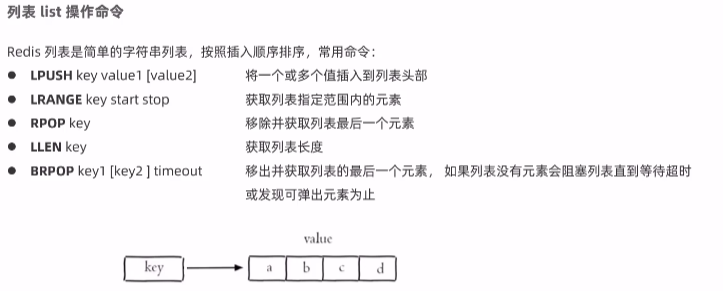 列表 list 操作命令
Redis 列表是简单的字符串列表，按照插入顺序排序，常用命令：
● LPUSH key value1 [value2] 将一个或多个值插入到列表头部
● LRANGE key start stop 获取列表指定范围内的元素
● RPOP key 移除并获取列表最后一个元素
● LLEN key 获取列表长度
● BRPOP key1 [key2 ] timeout 移出并获取列表的最后一个元素， 如果列表没有元素会阻塞列表直到等待超时
或发现可弹出元素为止
value
key a b c d